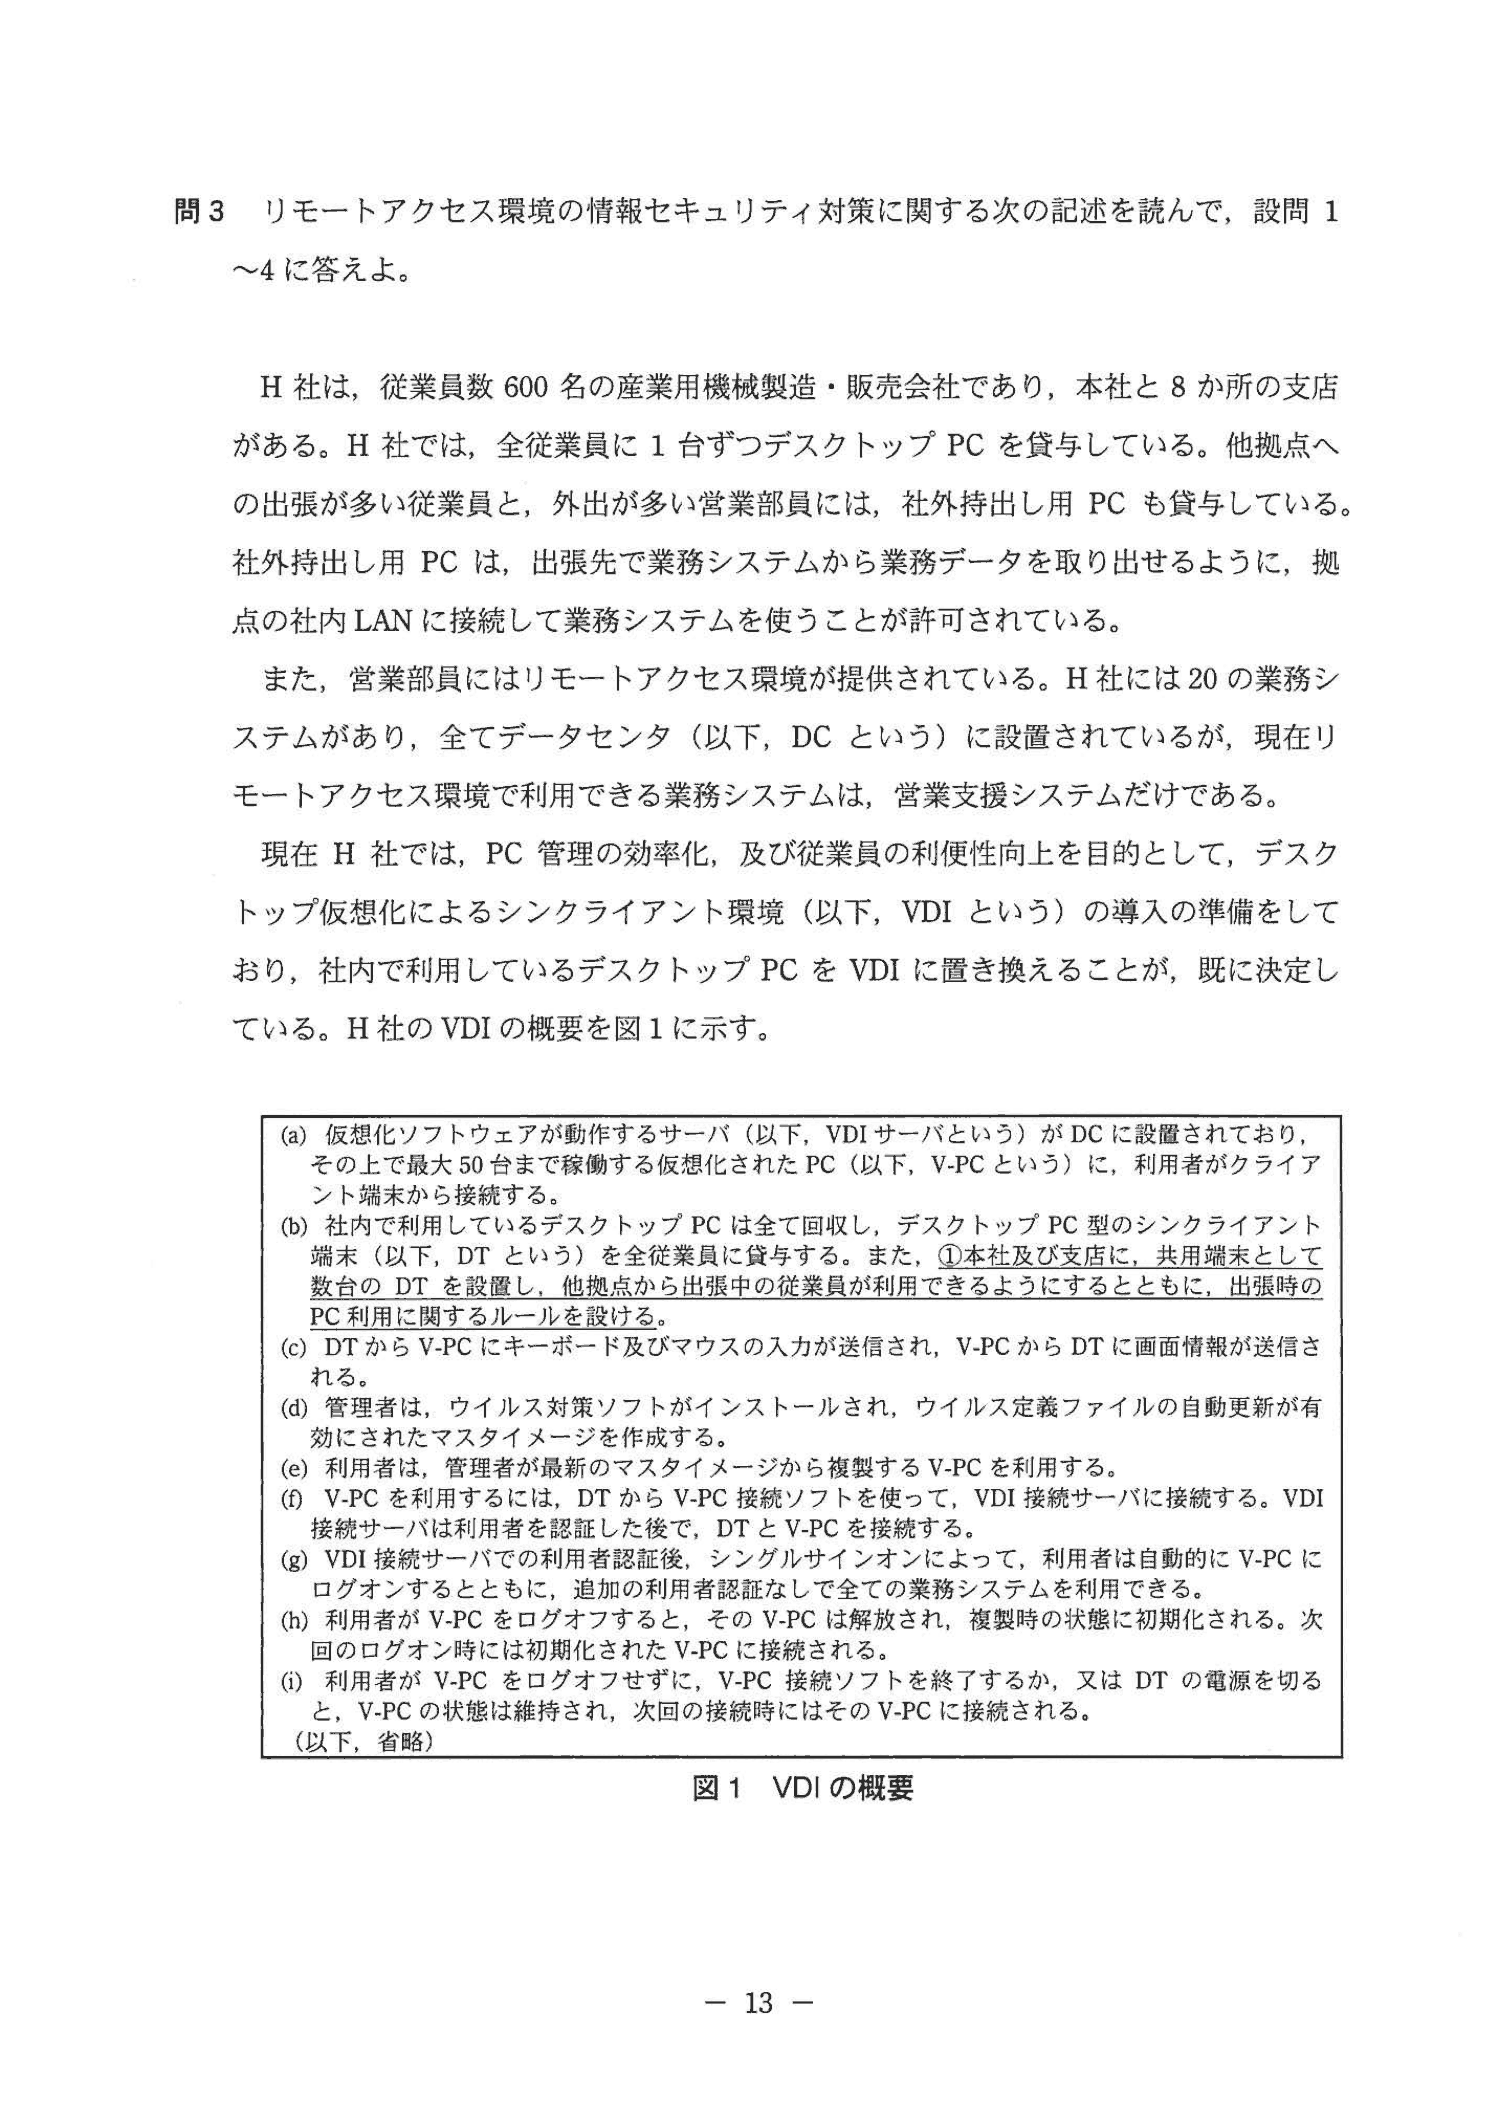 問3 リモートアクセス環境の情報セキュリティ対策に関する次の記述を読んで，設問 1
～4 に答えよ。
H 社は，従業員数 600 名の産業用機械製造・販売会社であり，本社と 8 か所の支店
がある。H 社では，全従業員に 1 台ずつデスクトップ PC を貸与している。他拠点へ
の出張が多い従業員と，外出が多い営業部員には，社外持出し用 PC も貸与している。
社外持出し用 PC は，出張先で業務システムから業務データを取り出せるように，拠
点の社内 LAN に接続して業務システムを使うことが許可されている。
また，営業部員にはリモートアクセス環境が提供されている。H 社には 20 の業務シ
ステムがあり，全てデータセンタ（以下，DC という）に設置されているが，現在リ
モートアクセス環境で利用できる業務システムは，営業支援システムだけである。
現在 H 社では，PC 管理の効率化，及び従業員の利便性向上を目的として，デスク
トップ仮想化によるシンクライアント環境（以下，VDI という）の導入の準備をして
おり，社内で利用しているデスクトップ PC を VDI に置き換えることが，既に決定し
ている。H 社の VDI の概要を図 1 に示す。
(a) 仮想化ソフトウェアが動作するサーバ（以下，VDI サーバという）が DC に設置されており，
その上で最大 50 台まで稼働する仮想化された PC（以下，V-PC という）に，利用者がクライア
ント端末から接続する。
(b) 社内で利用しているデスクトップ PC は全て回収し，デスクトップ PC 型のシンクライアント
端末（以下，DT という）を全従業員に貸与する。また，①本社及び支店に，共用端末として
数台の DT を設置し，他拠点から出張中の従業員が利用できるようにするとともに，出張時の
PC 利用に関するルールを設ける。
(c) DT から V-PC にキーボード及びマウスの入力が送信され，V-PC から DT に画面情報が送信さ
れる。
(d) 管理者は，ウイルス対策ソフトがインストールされ，ウイルス定義ファイルの自動更新が有
効にされたマスタイメージを作成する。
(e) 利用者は，管理者が最新のマスタイメージから複製する V-PC を利用する。
(f) V-PC を利用するには，DT から V-PC 接続ソフトを使って，VDI 接続サーバに接続する。VDI
接続サーバは利用者を認証した後で，DT と V-PC を接続する。
(g) VDI 接続サーバでの利用者認証後，シングルサインオンによって，利用者は自動的に V-PC に
ログオンするとともに，追加の利用者認証なしで全ての業務システムを利用できる。
(h) 利用者が V-PC をログオフすると，その V-PC は解放され，複製時の状態に初期化される。次
回のログオン時には初期化された V-PC に接続される。
(i) 利用者が V-PC をログオフせずに，V-PC 接続ソフトを終了するか，又は DT の電源を切る
と，V-PC の状態は維持され，次回の接続時にはその V-PC に接続される。
（以下，省略）
図 1 VDI の概要
－ 13 －